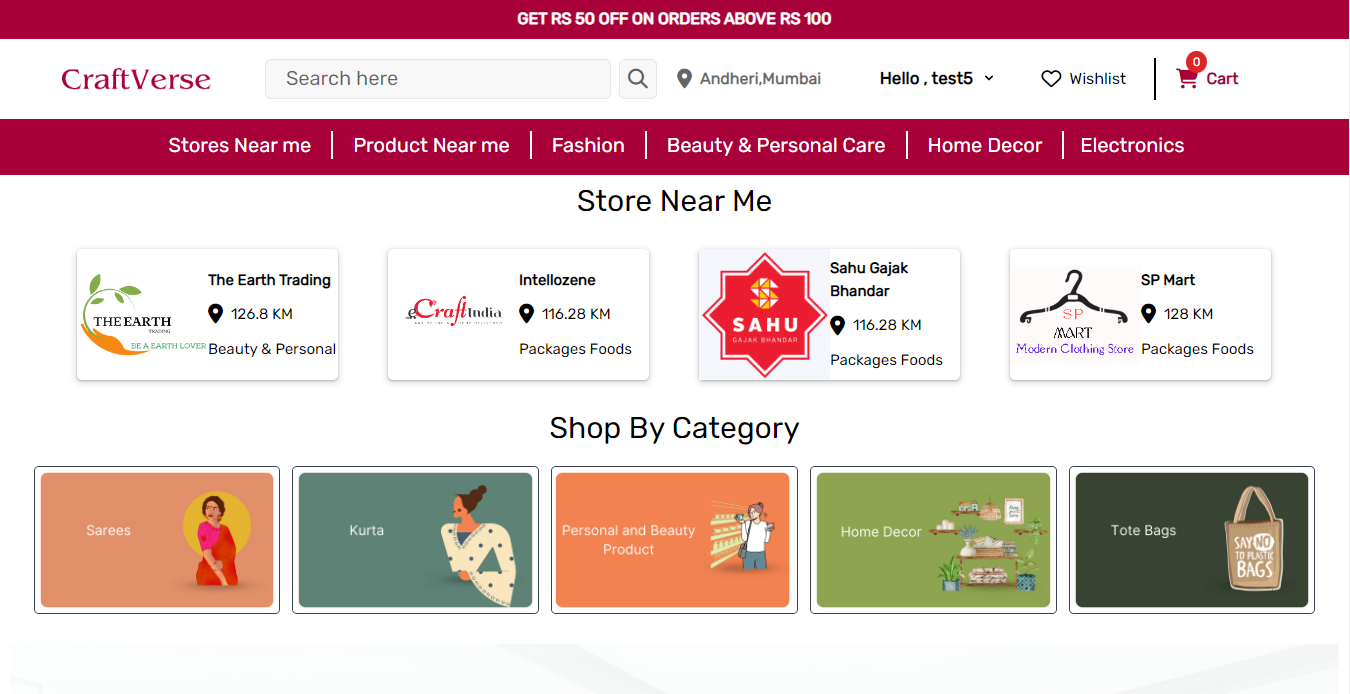 GET RS 50 OFF ON ORDERS ABOVE RS 100
CraftVerse
Search here
Andheri,Mumbai
Hello , test5
Wishlist
0
Cart
Stores Near me
Product Near me
Fashion
Beauty & Personal Care
Home Decor
Electronics
Store Near Me
THE EARTH
TRADING
BE A EARTH LOVER
The Earth Trading
126.8 KM
Beauty & Personal
eCraftIndia
Intellozene
116.28 KM
Packages Foods
SAHU
GAJAK BHANDAR
Sahu Gajak
Bhandar
116.28 KM
Packages Foods
SP
MART
Modern Clothing Store
SP Mart
128 KM
Packages Foods
Shop By Category
Sarees
Kurta
Personal and Beauty
Product
Home Decor
Tote Bags
SAY NO
TO PLASTIC
BAGS